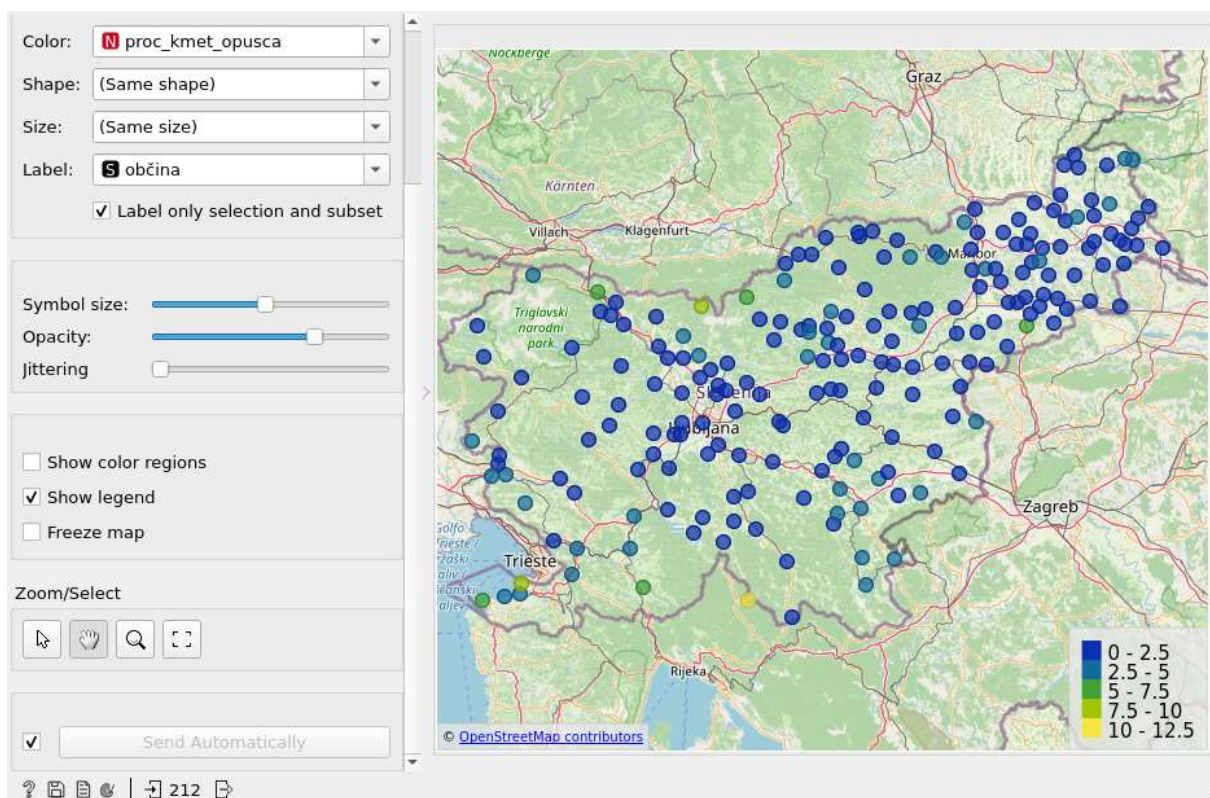 Color:
N proc_kmet_opusca
Shape:
(Same shape)
Size:
(Same size)
Label:
S občina
Label only selection and subset
Symbol size:
Opacity:
Jittering
Show color regions
Show legend
Freeze map
Zoom/Select
Send Automatically
? 212
Nockberge
Graz
Kärnten
Villach
Klagenfurt
Triglavski
narodni
park
Zagreb
Golfo
Trieste
Rijeka
0 - 2.5
2.5 - 5
5 - 7.5
7.5 - 10
10 - 12.5
© OpenStreetMap contributors